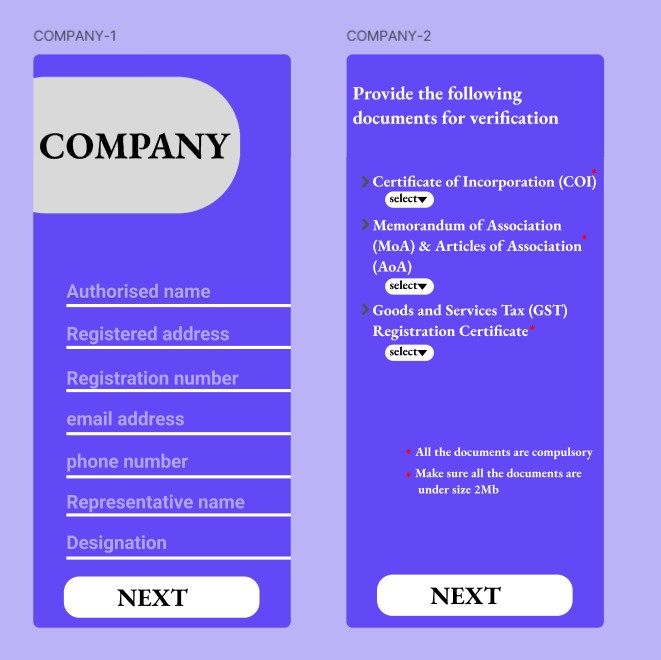 COMPANY-1
COMPANY
Authorised name
Registered address
Registration number
email address
phone number
Representative name
Designation
NEXT
COMPANY-2
Provide the following
documents for verification
Certificate of Incorporation (COI)*
select
Memorandum of Association
(MoA) & Articles of Association*
(AoA)
select
Goods and Services Tax (GST)
Registration Certificate*
select
* All the documents are compulsory
* Make sure all the documents are
under size 2Mb
NEXT